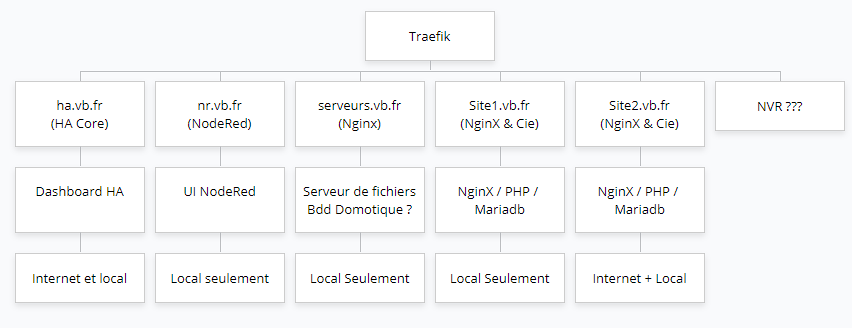 Traefik
ha.vb.fr
(HA Core)
nr.vb.fr
(NodeRed)
serveurs.vb.fr
(Nginx)
Site1.vb.fr
(NginX & Cie)
Site2.vb.fr
(NginX & Cie)
NVR ???
Dashboard HA
UI NodeRed
Serveur de fichiers
Bdd Domotique ?
NginX / PHP /
Mariadb
NginX / PHP /
Mariadb
Internet et local
Local seulement
Local Seulement
Local Seulement
Internet + Local